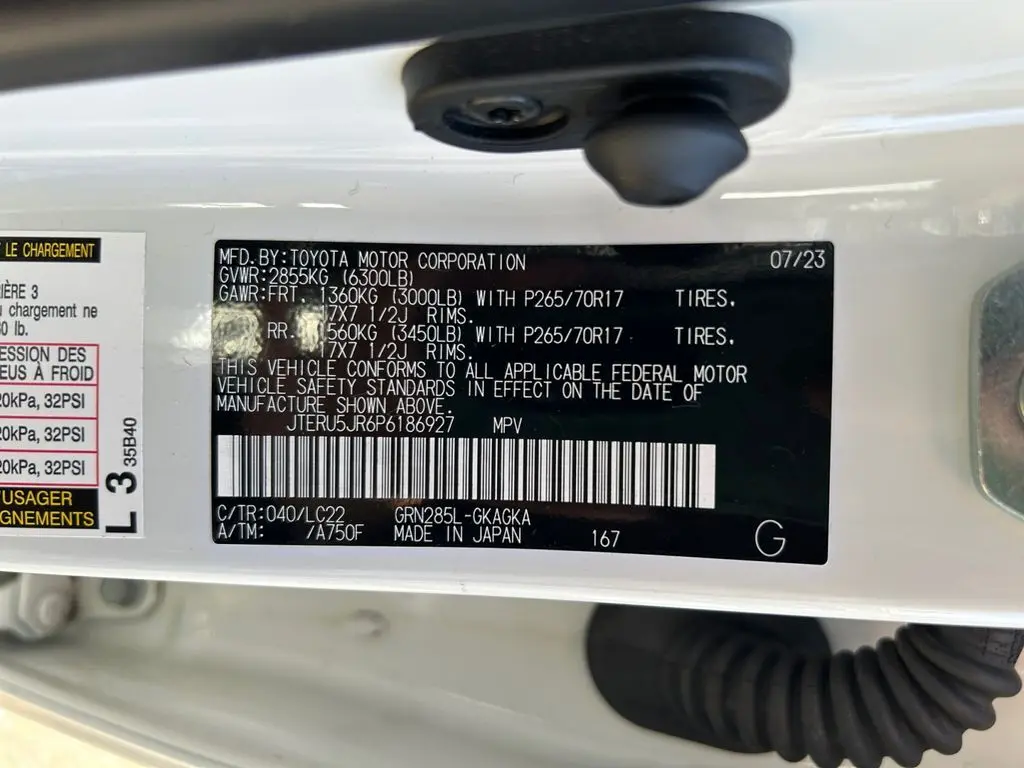 T LE CHARGEMENT
IÈRE 3
u chargement ne
80 lb.
ESSION DES
EUS À FROID
20kPa, 32PSI
20kPa, 32PSI
20kPa, 32PSI
'USAGER
GNEMENTS
L 3 35B40
MFD.BY:TOYOTA MOTOR CORPORATION 07/23
GVWR:2855KG (6300LB)
GAWR:FRT. 1360KG (3000LB) WITH P265/70R17 TIRES,
17X7 1/2J RIMS.
RR. 1560KG (3450LB) WITH P265/70R17 TIRES,
17X7 1/2J RIMS.
THIS VEHICLE CONFORMS TO ALL APPLICABLE FEDERAL MOTOR
VEHICLE SAFETY STANDARDS IN EFFECT ON THE DATE OF
MANUFACTURE SHOWN ABOVE.
JTERU5JR6P6186927 MPV
C/TR:040/LC22 GRN285L-GKAGKA
A/TM: /A750F MADE IN JAPAN 167 G